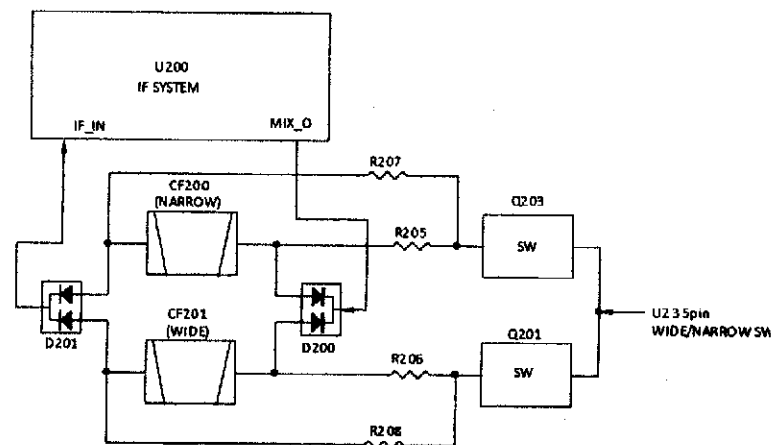 U200
IF SYSTEM
IF_IN
MIX_O
R207
CF200
(NARROW)
Q203
R205
SW
CF201
(WIDE)
D201
D200
U2 35pin
WIDE/NARROW SW
Q201
R206
SW
R208